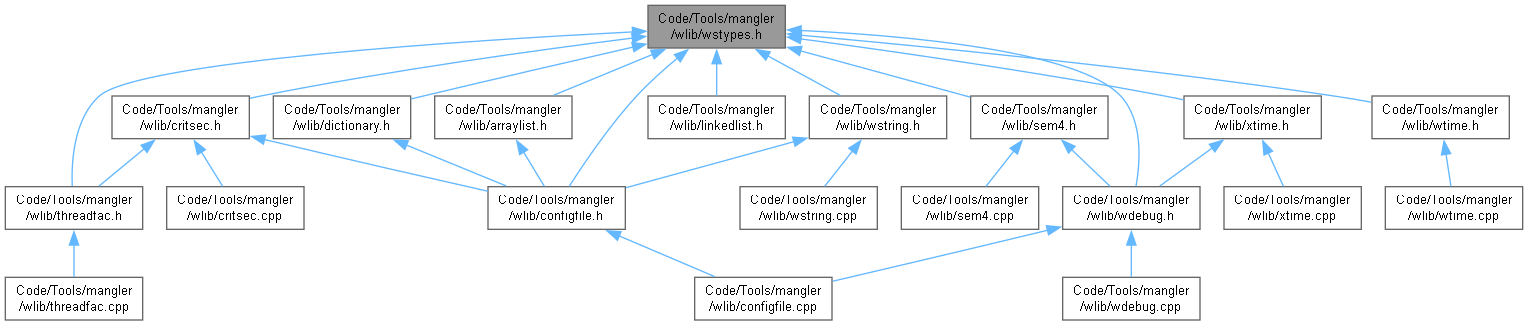 Code/Tools/mangler
/wlib/wstypes.h
Code/Tools/mangler
/wlib/critsec.h
Code/Tools/mangler
/wlib/dictionary.h
Code/Tools/mangler
/wlib/arraylist.h
Code/Tools/mangler
/wlib/linkedlist.h
Code/Tools/mangler
/wlib/wstring.h
Code/Tools/mangler
/wlib/sem4.h
Code/Tools/mangler
/wlib/xtime.h
Code/Tools/mangler
/wlib/wtime.h
Code/Tools/mangler
/wlib/threadfac.h
Code/Tools/mangler
/wlib/critsec.cpp
Code/Tools/mangler
/wlib/configfile.h
Code/Tools/mangler
/wlib/wstring.cpp
Code/Tools/mangler
/wlib/sem4.cpp
Code/Tools/mangler
/wlib/wdebug.h
Code/Tools/mangler
/wlib/xtime.cpp
Code/Tools/mangler
/wlib/wtime.cpp
Code/Tools/mangler
/wlib/threadfac.cpp
Code/Tools/mangler
/wlib/configfile.cpp
Code/Tools/mangler
/wlib/wdebug.cpp